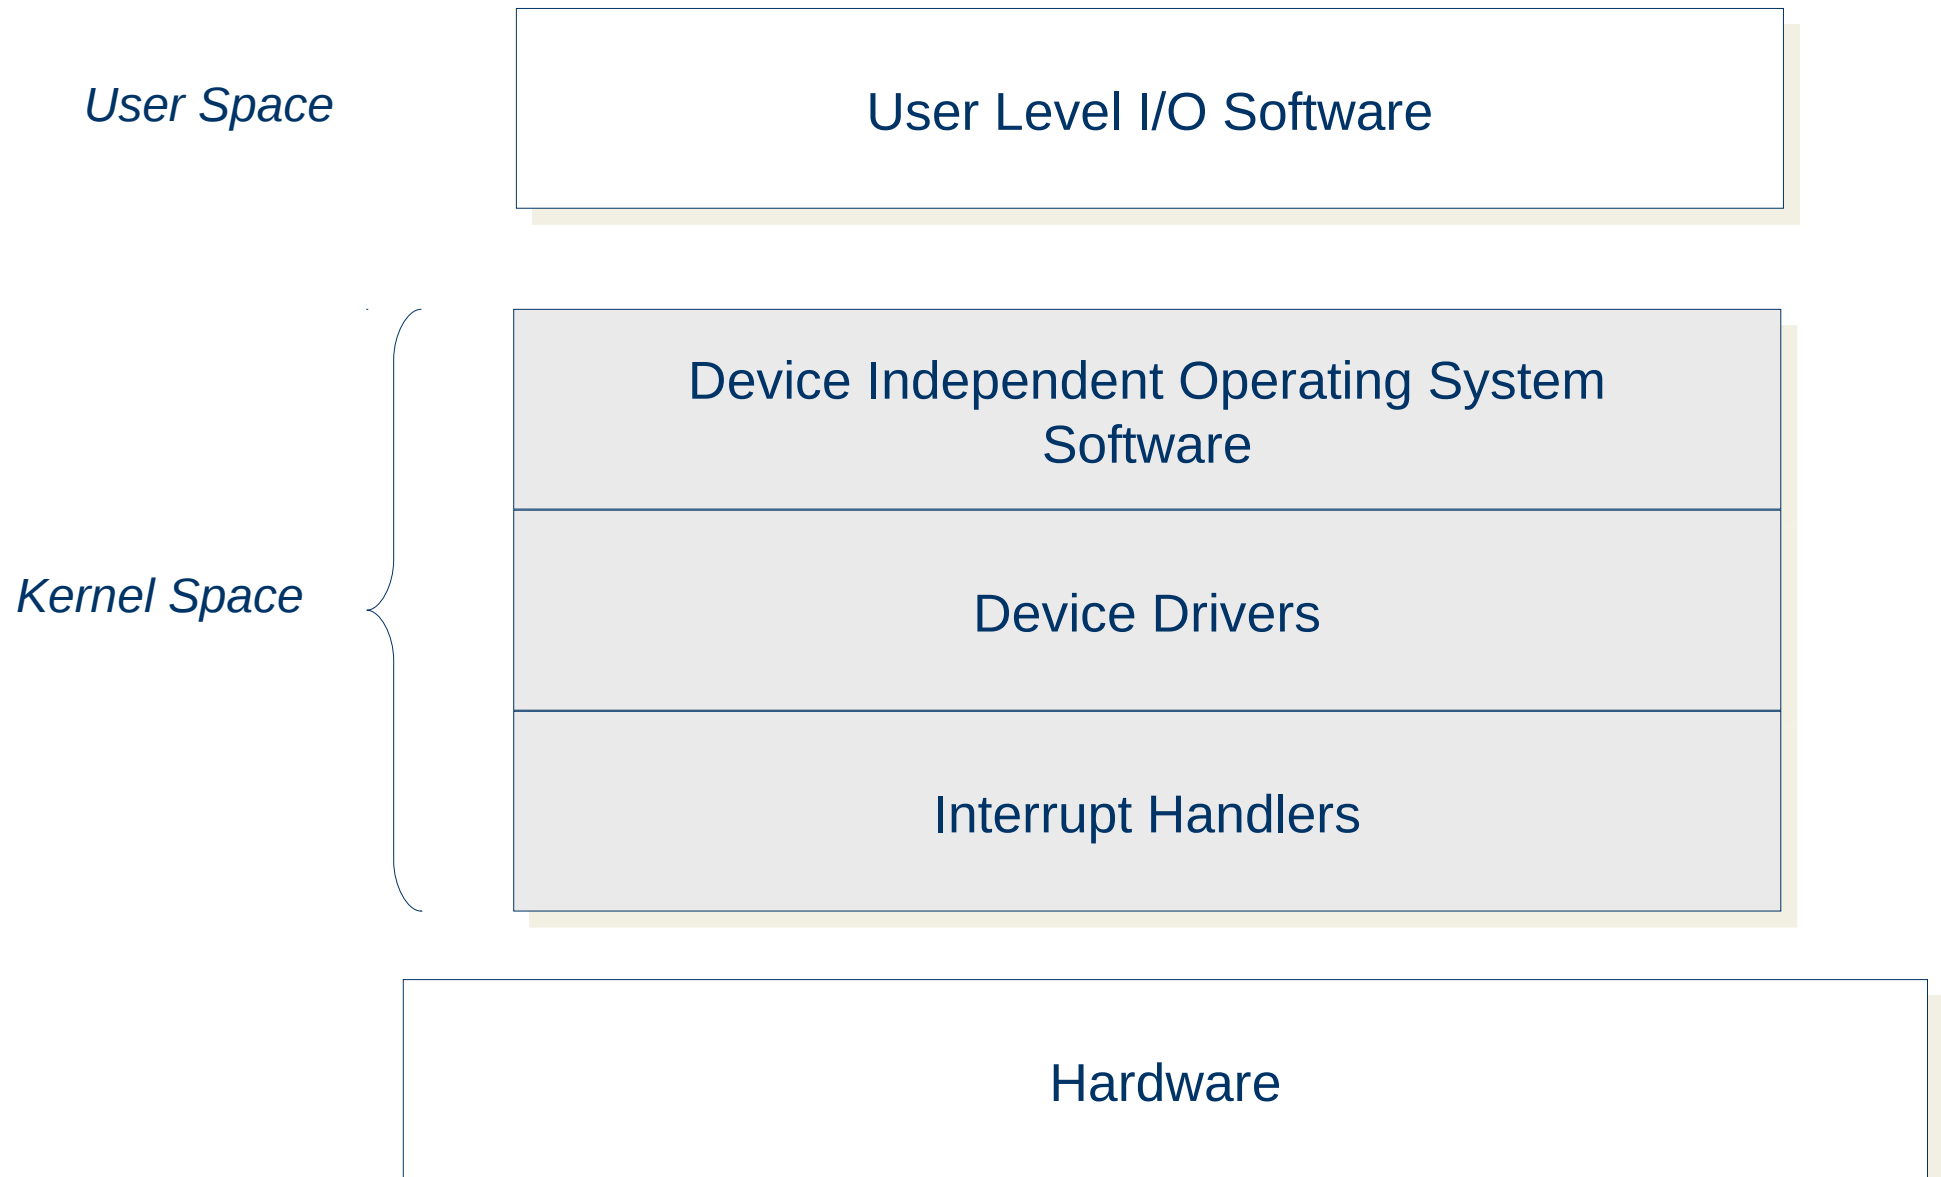 User Space
User Level I/O Software
Device Independent Operating System
Software
Kernel Space
Device Drivers
Interrupt Handlers
Hardware